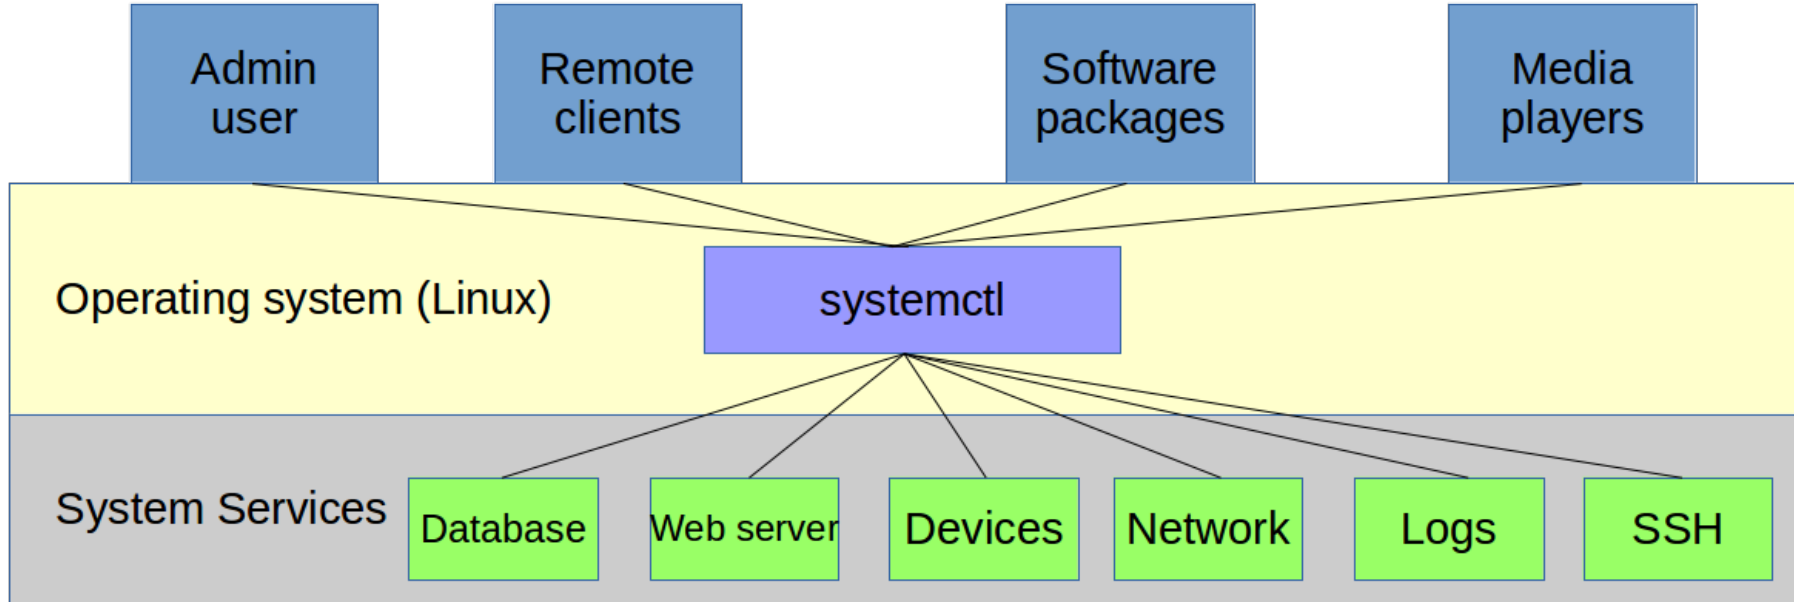 Admin
user
Remote
clients
Software
packages
Media
players
Operating system (Linux)
systemctl
System Services
Database
Web server
Devices
Network
Logs
SSH